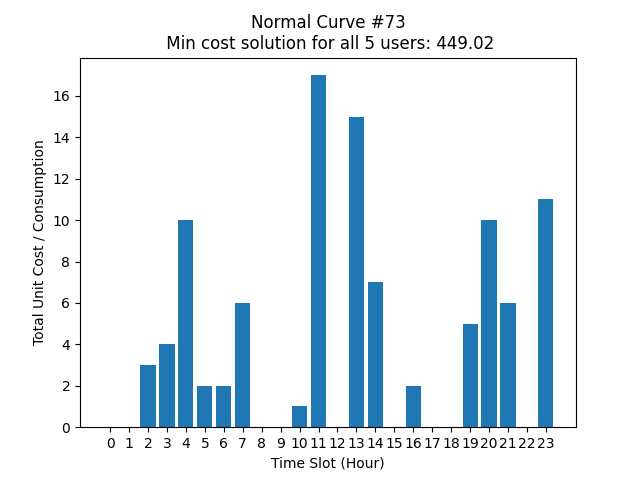 Normal Curve #73
Min cost solution for all 5 users: 449.02
Total Unit Cost / Consumption
16
14
12
10
8
6
4
2
0
0 1 2 3 4 5 6 7 8 9 10 11 12 13 14 15 16 17 18 19 20 21 22 23
Time Slot (Hour)